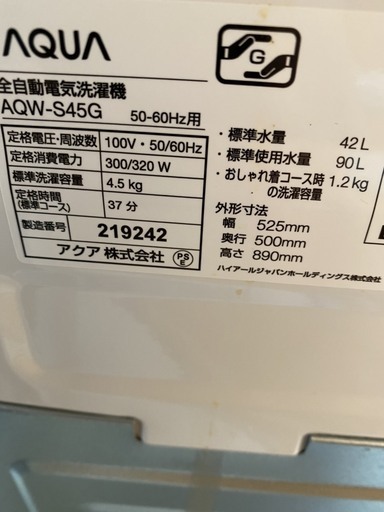 AQUA
G
全自動電気洗濯機
AQW-S45G 50-60Hz用
定格電圧・周波数 100V・50/60Hz
定格消費電力 300/320 W
標準洗濯容量 4.5 kg
定格時間
(標準コース) 37 分
製造番号 219242
アクア 株式会社 PSE
・標準水量 42L
・標準使用水量 90L
・おしゃれ着コース時の洗濯容量 1.2kg
外形寸法
幅 525mm
奥行 500mm
高さ 890mm
ハイアールジャパンホールディングス株式会社